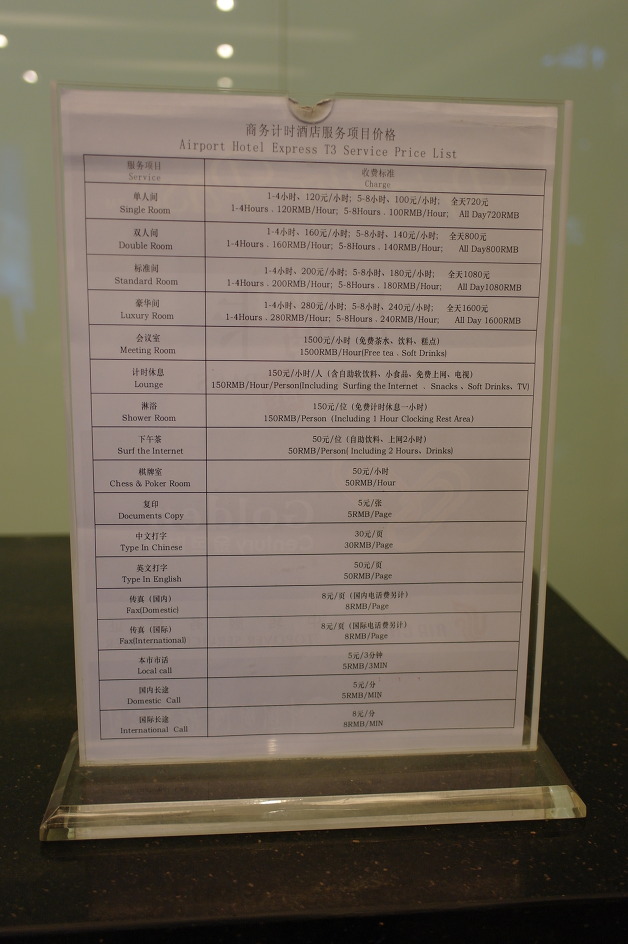 商务计时酒店服务项目价格
Airport Hotel Express T3 Service Price List
服务项目 收费标准
Service Charge
单人间 1-4小时、120元/小时; 5-8小时、100元/小时; 全天720元
Single Room 1-4Hours . 120RMB/Hour; 5-8Hours . 100RMB/Hour; All Day720RMB
双人间 1-4小时、160元/小时; 5-8小时、140元/小时; 全天800元
Double Room 1-4Hours . 160RMB/Hour; 5-8Hours . 140RMB/Hour; All Day800RMB
标准间 1-4小时、200元/小时; 5-8小时、180元/小时; 全天1080元
Standard Room 1-4Hours . 200RMB/Hour; 5-8Hours . 180RMB/Hour; All Day1080RMB
豪华间 1-4小时、280元/小时; 5-8小时、240元/小时; 全天1600元
Luxury Room 1-4Hours . 280RMB/Hour; 5-8Hours . 240RMB/Hour; All Day 1600RMB
会议室 1500元/小时（免费茶水、饮料、糕点）
Meeting Room 1500RMB/Hour(Free tea . Soft Drinks)
计时休息 150元/小时/人（含自助软饮料、小食品、免费上网、电视）
Lounge 150RMB/Hour/Person(Including Surfing the Internet 、Snacks 、Soft Drinks、TV)
淋浴 150元/位（免费计时休息一小时）
Shower Room 150RMB/Person (Including 1 Hour Clocking Rest Area)
下午茶 50元/位（自助饮料、上网2小时）
Surf the Internet 50RMB/Person( Including 2 Hours、Drinks)
棋牌室 50元/小时
Chess & Poker Room 50RMB/Hour
复印 5元/张
Documents Copy 5RMB/Page
中文打字 30元/页
Type In Chinese 30RMB/Page
英文打字 50元/页
Type In English 50RMB/Page
传真（国内） 8元/页（国内电话费另计）
Fax(Domestic) 8RMB/Page
传真（国际） 8元/页（国际电话费另计）
Fax(International) 8RMB/Page
本市市话 5元/3分钟
Local call 5RMB/3MIN
国内长途 5元/分
Domestic Call 5RMB/MIN
国际长途 8元/分
International Call 8RMB/MIN